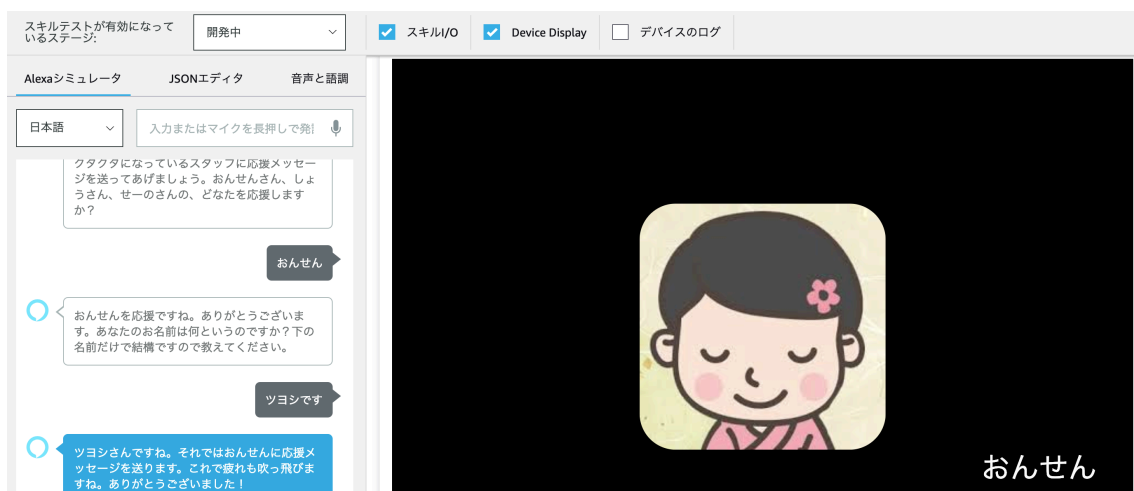 スキルテストが有効になって
いるステージ:
開発中
スキルI/O
Device Display
デバイスのログ
Alexaシミュレータ
JSONエディタ
音声と語調
日本語
入力またはマイクを長押しで発話
クタクタになっているスタッフに応援メッセー
ジを送ってあげましょう。おんせんさん、しょ
うさん、せーのさんの、どなたを応援します
か？
おんせん
おんせんを応援ですね。ありがとうございま
す。あなたのお名前は何というのですか？下の
名前だけで結構ですので教えてください。
ツヨシです
ツヨシさんですね。それではおんせんに応援メ
ッセージを送ります。これで疲れも吹っ飛びま
すね。ありがとうございました！
おんせん